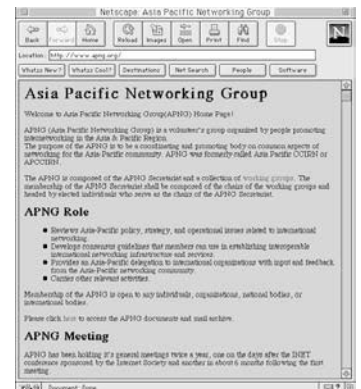 Netscape: Asia Pacific Networking Group
Back Forward Home Reload Images Open Print Find Stop
Location: http://www.apng.org/
What's New? What's Cool? Destinations Net Search People Software
Asia Pacific Networking Group
Welcome to Asia Pacific Networking Group(APNG) Home Page!
APNG (Asia Pacific Networking Group) is a volunteer's group organized by people promoting
internetworking in the Asia & Pacific Region.
The purpose of the APNG is to be a coordinating and promoting body on common aspects of
networking for the Asia-Pacific community. APNG was formerly called Asia Pacific CCIRN or
APCCIRN.
The APNG is composed of the APNG Secretariat and a collection of working groups. The
membership of the APNG Secretariat shall be composed of the chairs of the working groups and
headed by elected individuals who serve as the chairs of the APNG Secretariat.
APNG Role
Reviews Asia-Pacific policy, strategy, and operational issues related to international
networking.
Develops consensus guidelines that members can use in establishing interoperable
international networking infrastructure and services.
Provides an Asia-Pacific delegation to international organizations with input and feedback
from the Asia-Pacific networking community.
Carries other relevant activities.
Membership of the APNG is open to any individuals, organizations, national bodies, or
international bodies.
Please click here to access the APNG documents and mail archive.
APNG Meeting
APNG has been holding it's general meetings twice a year, one on the days after the INET
conference sponsored by the Internet Society and another in about 6 months following the first
meeting.
Document: Done.